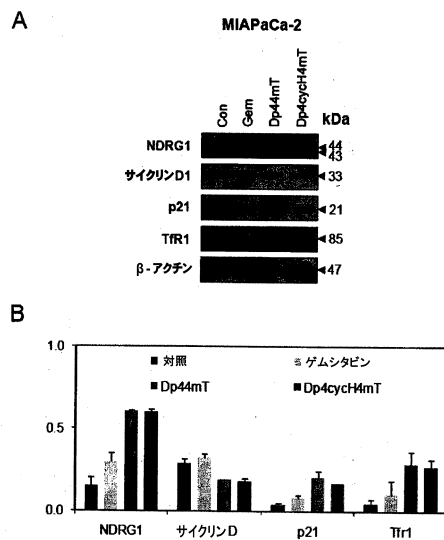 A
MIAPaCa-2
Con
Gem
Dp44mT
Dp4cycH4mT
kDa
NDRG1
44
43
サイクリンD1
33
p21
21
TfR1
85
β-アクチン
47
B
1.0
対照
ゲムシタビン
Dp44mT
Dp4cycH4mT
0.5
0.0
NDRG1
サイクリンD
p21
Tfr1